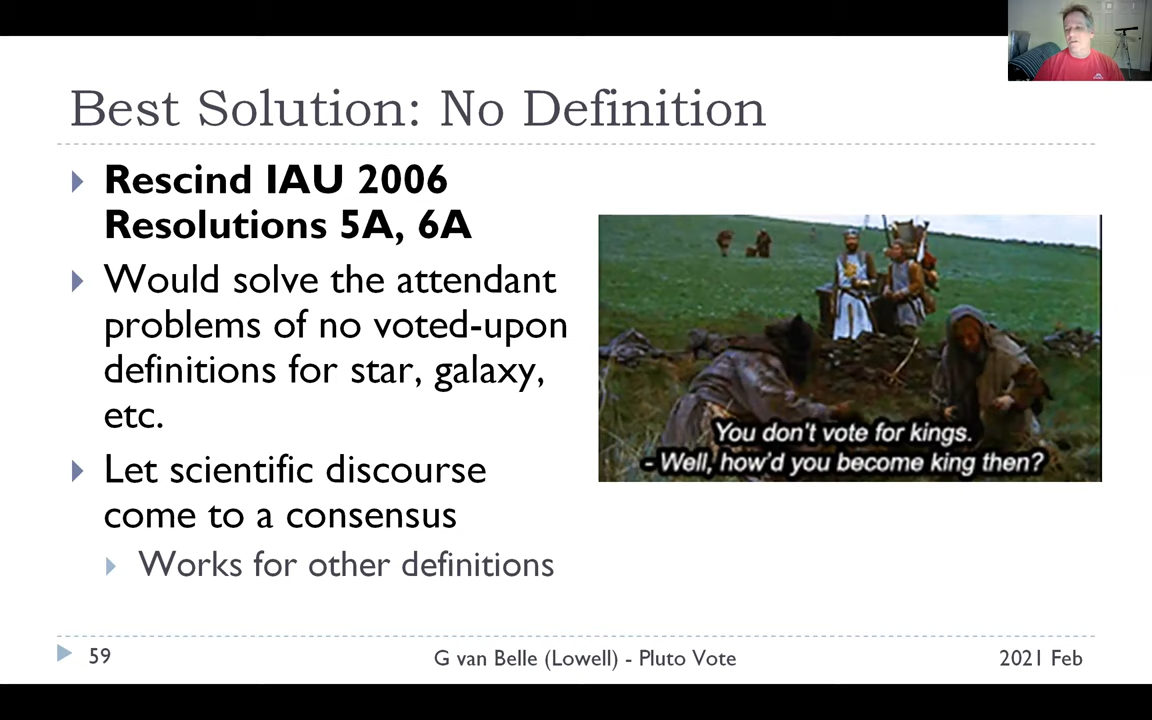 Best Solution: No Definition
Rescind IAU 2006
Resolutions 5A, 6A
Would solve the attendant
problems of no voted-upon
definitions for star, galaxy,
etc.
Let scientific discourse
come to a consensus
Works for other definitions
You don't vote for kings.
- Well, how'd you become king then?
59
G van Belle (Lowell) - Pluto Vote
2021 Feb